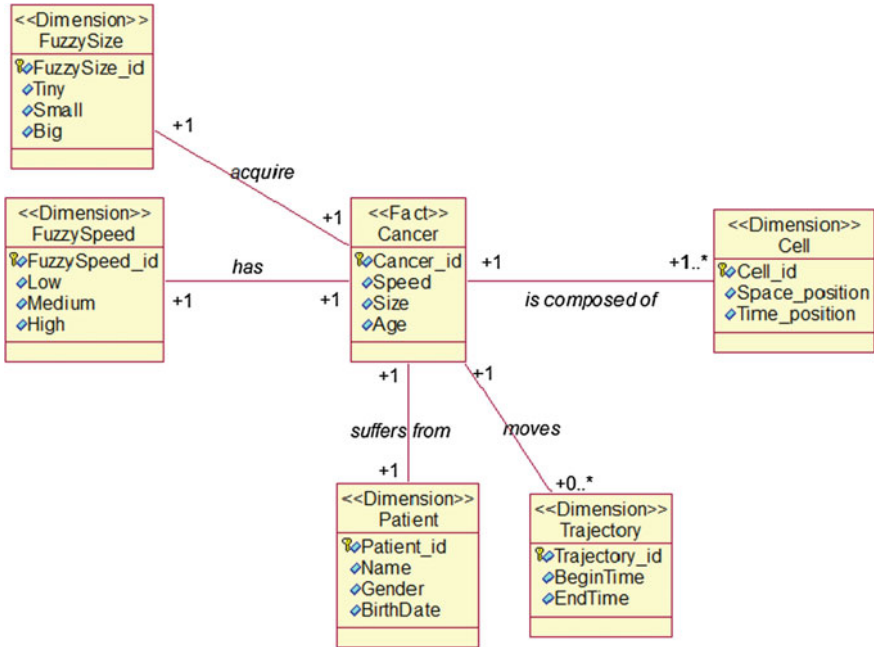 <<Dimension>>
FuzzySize
FuzzySize_id
Tiny
Small
Big
+1
acquire
+1
<<Dimension>>
FuzzySpeed
FuzzySpeed_id
Low
Medium
High
has
+1
+1
<<Fact>>
Cancer
Cancer_id
Speed
Size
Age
+1
+1..*
is composed of
<<Dimension>>
Cell
Cell_id
Space_position
Time_position
+1
suffers from
+1
+1
moves
+0..*
<<Dimension>>
Patient
Patient_id
Name
Gender
BirthDate
<<Dimension>>
Trajectory
Trajectory_id
BeginTime
EndTime